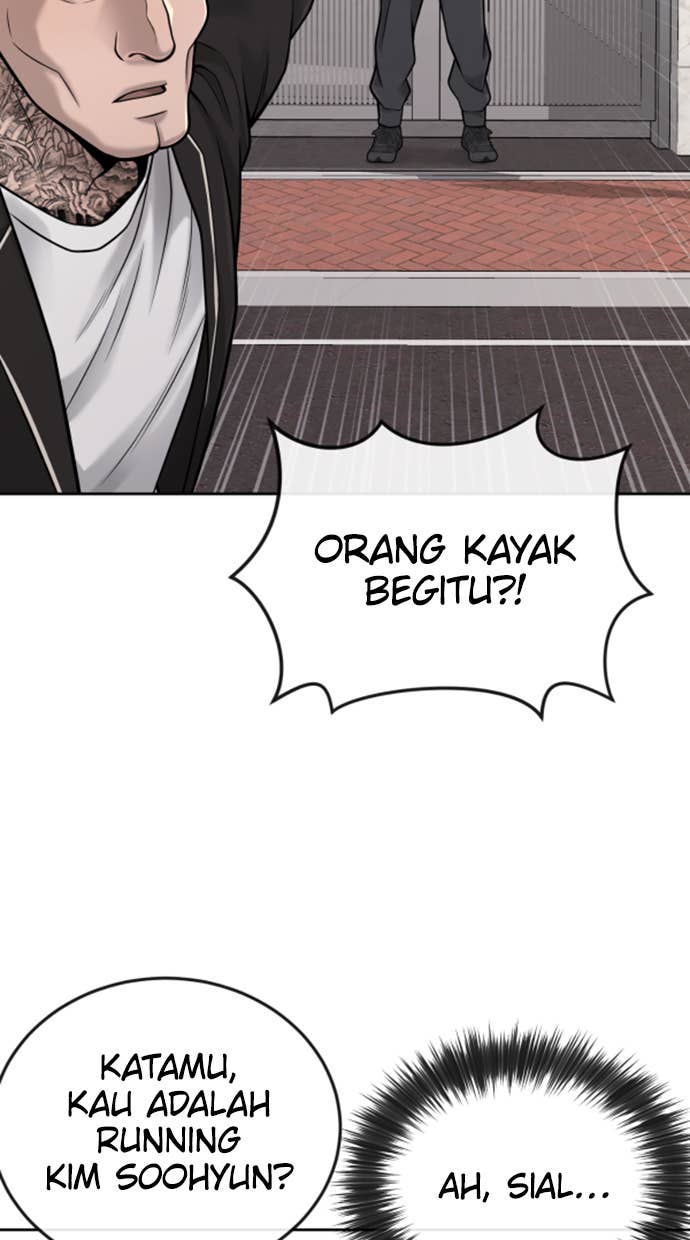 ORANG KAYAK
BEGITU?!
KATAMU,
KAU ADALAH
RUNNING
KIM SOOHYUN?
AH, SIAL...